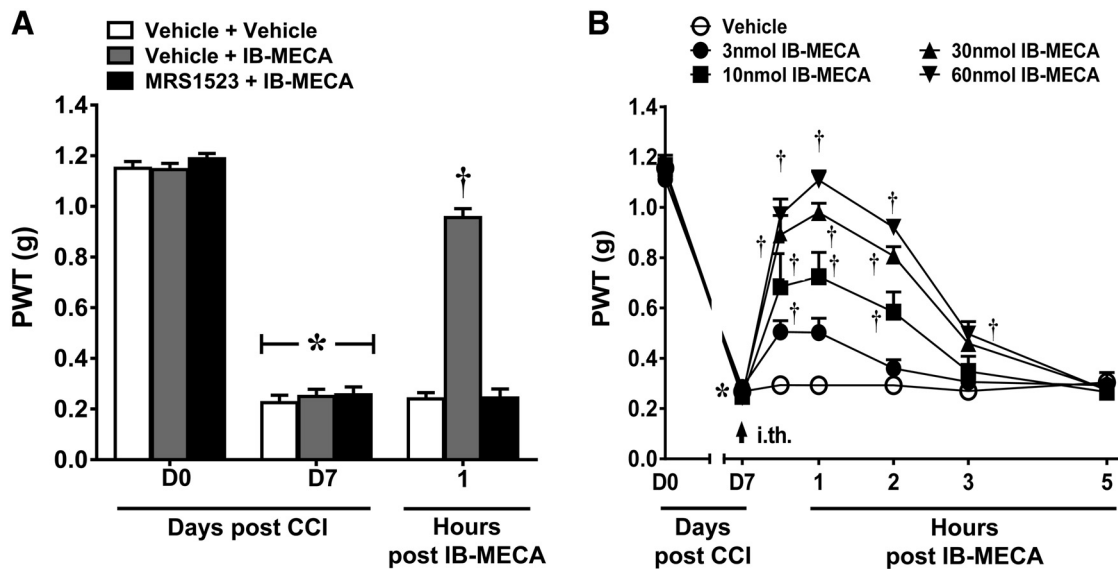 A
Vehicle + Vehicle
Vehicle + IB-MECA
MRS1523 + IB-MECA
PWT (g)
1.4
1.2
1.0
0.8
0.6
0.4
0.2
0.0
†
*
D0 D7 1
Days post CCI
Hours
post IB-MECA
B
Vehicle
3nmol IB-MECA
10nmol IB-MECA
30nmol IB-MECA
60nmol IB-MECA
PWT (g)
1.4
1.2
1.0
0.8
0.6
0.4
0.2
0.0
†
†
†
†
†
†
†
†
†
†
†
*
i.th.
D0 D7 1 2 3 5
Days
post CCI
Hours
post IB-MECA